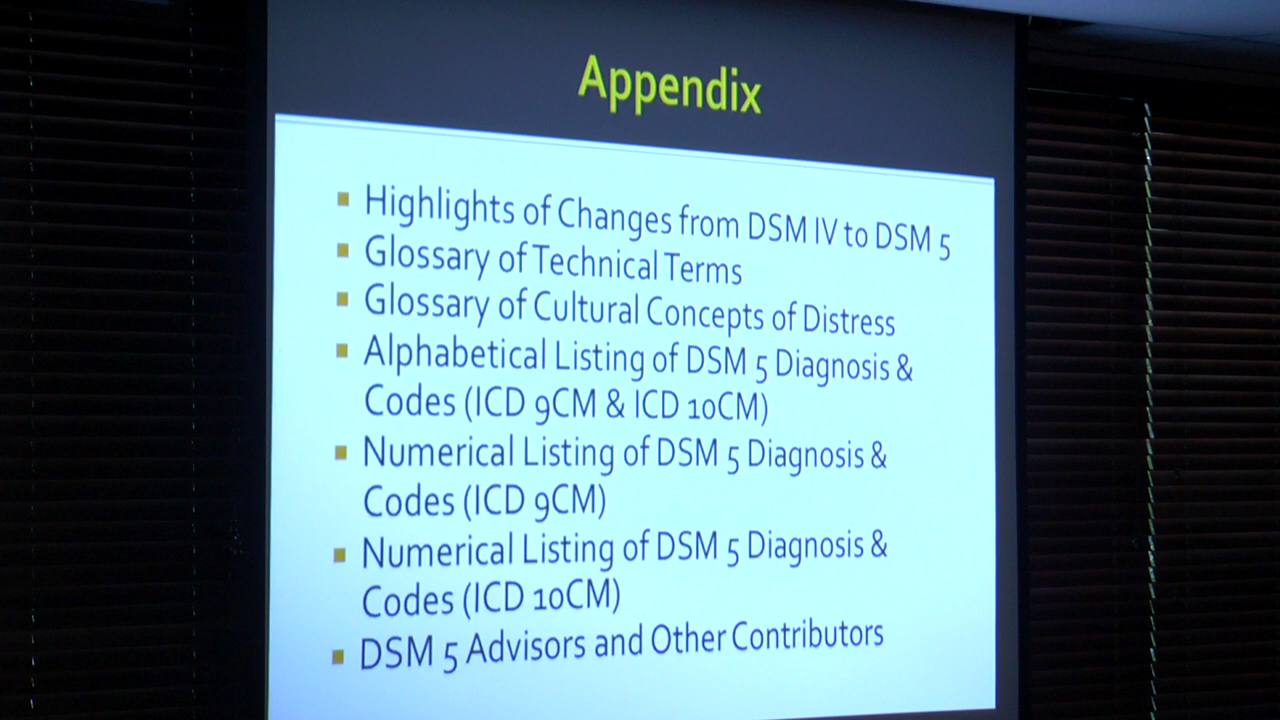 Appendix
Highlights of Changes from DSM IV to DSM 5
Glossary of Technical Terms
Glossary of Cultural Concepts of Distress
Alphabetical Listing of DSM 5 Diagnosis &
Codes (ICD 9CM & ICD 10CM)
Numerical Listing of DSM 5 Diagnosis &
Codes (ICD 9CM)
Numerical Listing of DSM 5 Diagnosis &
Codes (ICD 10CM)
DSM 5 Advisors and Other Contributors